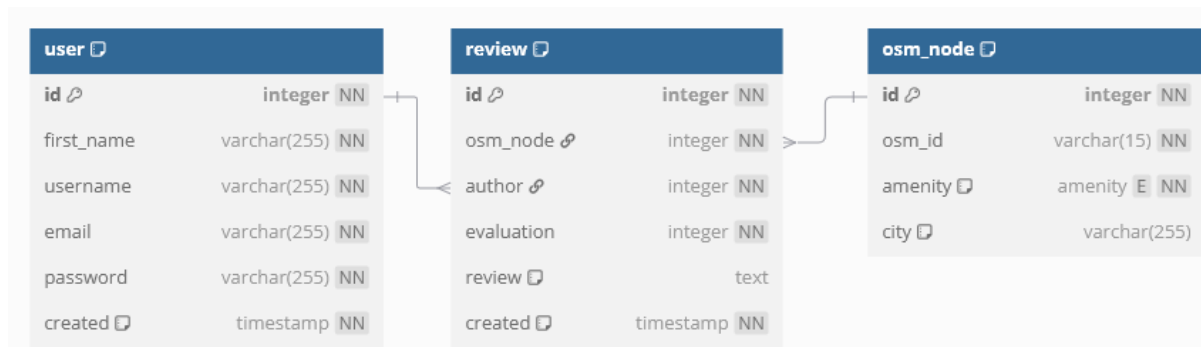 user
id integer NN
first_name varchar(255) NN
username varchar(255) NN
email varchar(255) NN
password varchar(255) NN
created timestamp NN
review
id integer NN
osm_node integer NN
author integer NN
evaluation integer NN
review text
created timestamp NN
osm_node
id integer NN
osm_id varchar(15) NN
amenity amenity E NN
city varchar(255)